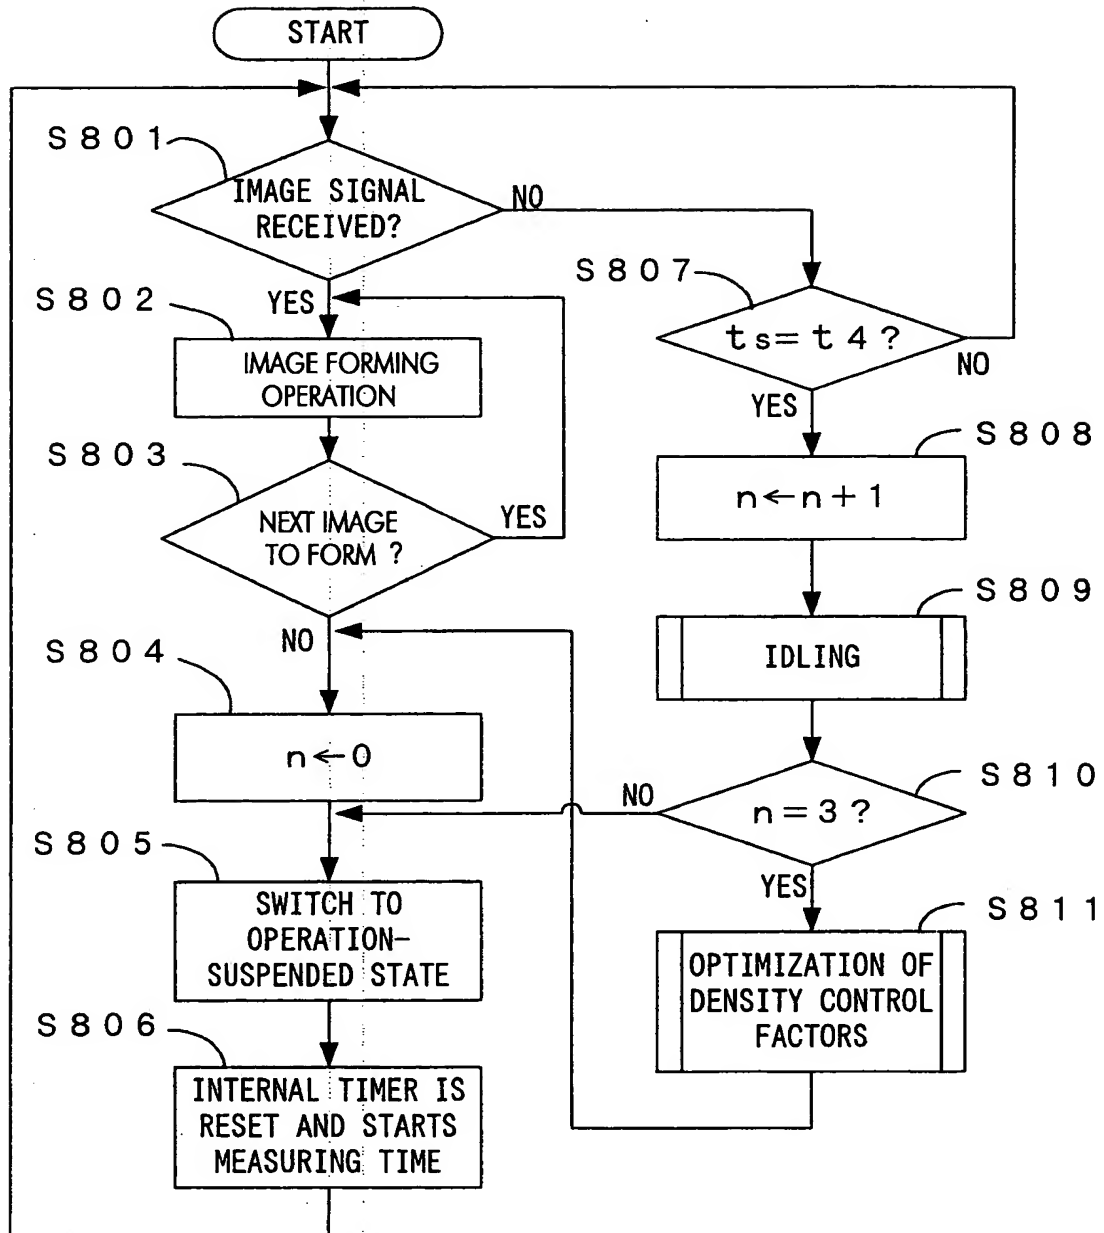 START
S801
IMAGE SIGNAL
RECEIVED?
NO
YES
S802
IMAGE FORMING
OPERATION
S803
NEXT IMAGE
TO FORM ?
YES
NO
S804
n←0
S805
SWITCH TO
OPERATION-
SUSPENDED STATE
S806
INTERNAL TIMER IS
RESET AND STARTS
MEASURING TIME
S807
ts=t4?
NO
YES
S808
n←n+1
S809
IDLING
S810
n=3?
NO
YES
S811
OPTIMIZATION OF
DENSITY CONTROL
FACTORS